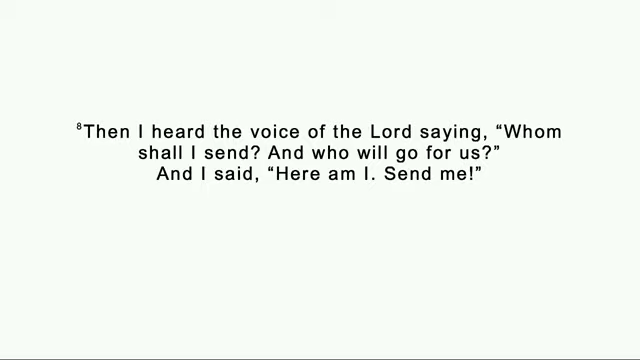 ⁸Then I heard the voice of the Lord saying, “Whom
shall I send? And who will go for us?”
And I said, “Here am I. Send me!”